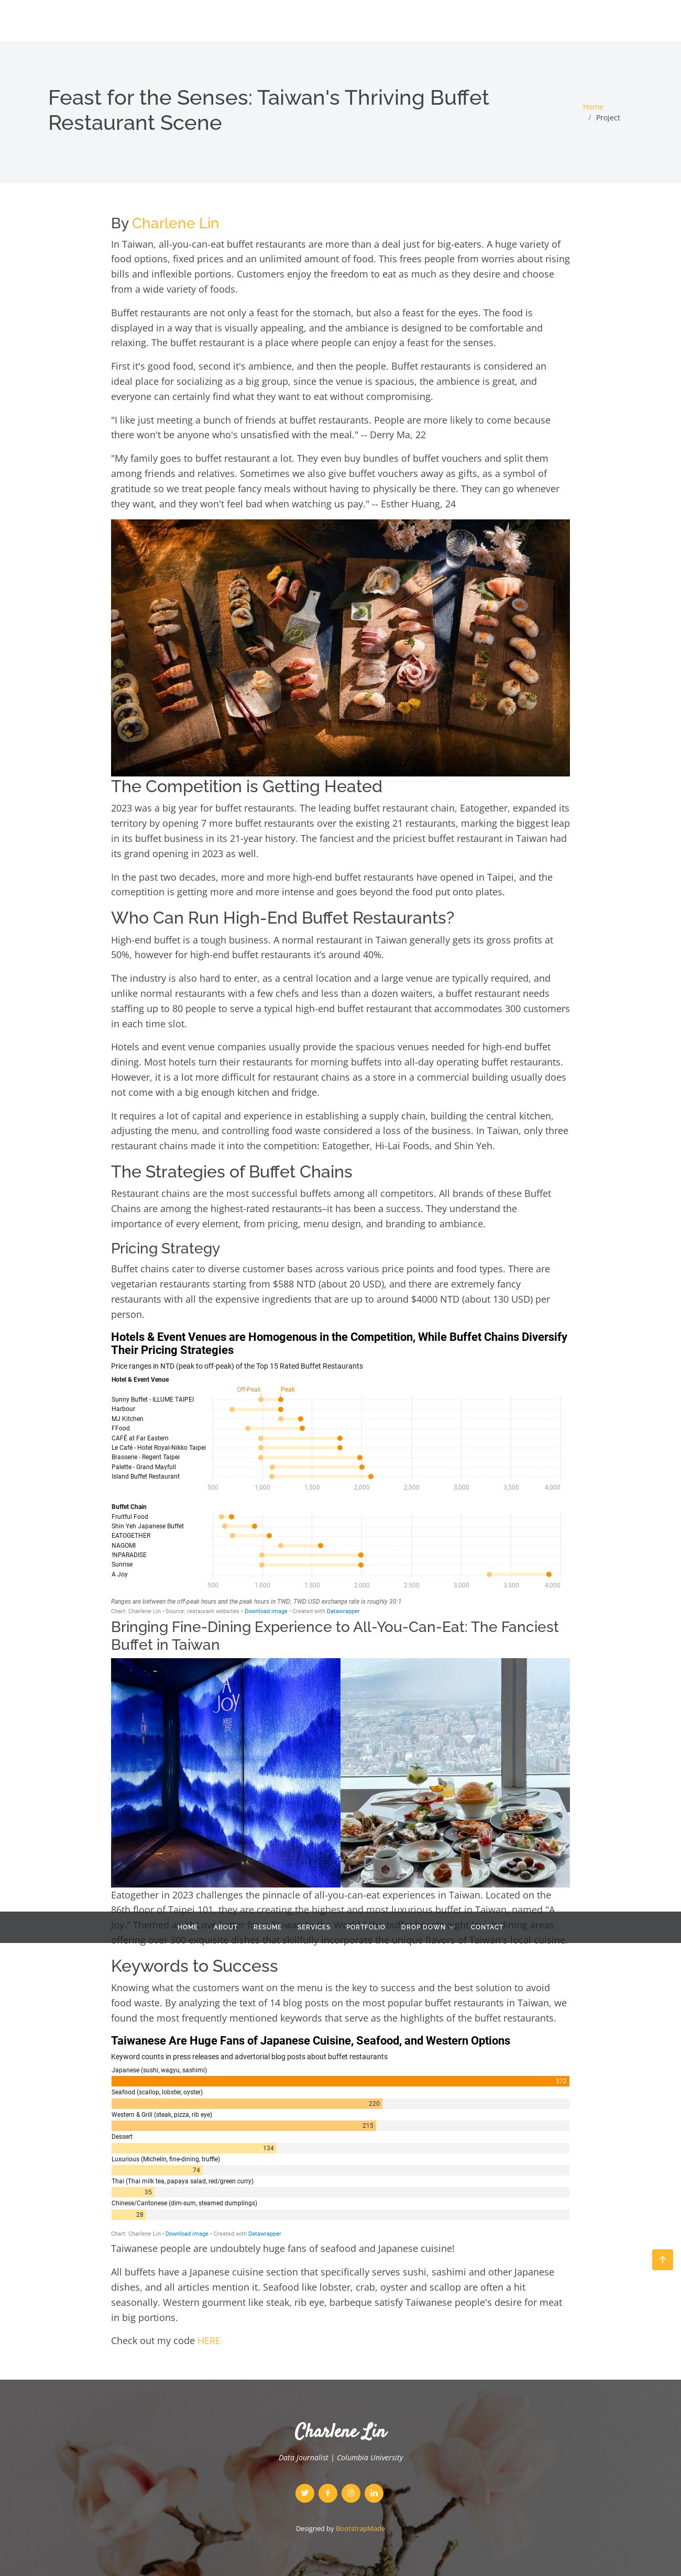 Feast for the Senses: Taiwan's Thriving Buffet
Restaurant Scene
Home
/ Project
By Charlene Lin
In Taiwan, all-you-can-eat buffet restaurants are more than a deal just for big-eaters. A huge variety of
food options, fixed prices and an unlimited amount of food. This frees people from worries about rising
bills and inflexible portions. Customers enjoy the freedom to eat as much as they desire and choose
from a wide variety of foods.
Buffet restaurants are not only a feast for the stomach, but also a feast for the eyes. The food is
displayed in a way that is visually appealing, and the ambiance is designed to be comfortable and
relaxing. The buffet restaurant is a place where people can enjoy a feast for the senses.
First it's good food, second it's ambience, and then the people. Buffet restaurants is considered an
ideal place for socializing as a big group, since the venue is spacious, the ambience is great, and
everyone can certainly find what they want to eat without compromising.
"I like just meeting a bunch of friends at buffet restaurants. People are more likely to come because
there won't be anyone who's unsatisfied with the meal." -- Derry Ma, 22
"My family goes to buffet restaurant a lot. They even buy bundles of buffet vouchers and split them
among friends and relatives. Sometimes we also give buffet vouchers away as gifts, as a symbol of
gratitude so we treat people fancy meals without having to physically be there. They can go whenever
they want, and they won't feel bad when watching us pay." -- Esther Huang, 24
The Competition is Getting Heated
2023 was a big year for buffet restaurants. The leading buffet restaurant chain, Eatogether, expanded its
territory by opening 7 more buffet restaurants over the existing 21 restaurants, marking the biggest leap
in its buffet business in its 21-year history. The fanciest and the priciest buffet restaurant in Taiwan had
its grand opening in 2023 as well.
In the past two decades, more and more high-end buffet restaurants have opened in Taipei, and the
comeptition is getting more and more intense and goes beyond the food put onto plates.
Who Can Run High-End Buffet Restaurants?
High-end buffet is a tough business. A normal restaurant in Taiwan generally gets its gross profits at
50%, however for high-end buffet restaurants it's around 40%.
The industry is also hard to enter, as a central location and a large venue are typically required, and
unlike normal restaurants with a few chefs and less than a dozen waiters, a buffet restaurant needs
staffing up to 80 people to serve a typical high-end buffet restaurant that accommodates 300 customers
in each time slot.
Hotels and event venue companies usually provide the spacious venues needed for high-end buffet
dining. Most hotels turn their restaurants for morning buffets into all-day operating buffet restaurants.
However, it is a lot more difficult for restaurant chains as a store in a commercial building usually does
not come with a big enough kitchen and fridge.
It requires a lot of capital and experience in establishing a supply chain, building the central kitchen,
adjusting the menu, and controlling food waste considered a loss of the business. In Taiwan, only three
restaurant chains made it into the competition: Eatogether, Hi-Lai Foods, and Shin Yeh.
The Strategies of Buffet Chains
Restaurant chains are the most successful buffets among all competitors. All brands of these Buffet
Chains are among the highest-rated restaurants–it has been a success. They understand the
importance of every element, from pricing, menu design, and branding to ambiance.
Pricing Strategy
Buffet chains cater to diverse customer bases across various price points and food types. There are
vegetarian restaurants starting from $588 NTD (about 20 USD), and there are extremely fancy
restaurants with all the expensive ingredients that are up to around $4000 NTD (about 130 USD) per
person.
Hotels & Event Venues are Homogenous in the Competition, While Buffet Chains Diversify
Their Pricing Strategies
Price ranges in NTD (peak to off-peak) of the Top 15 Rated Buffet Restaurants
Hotel & Event Venue
Off-Peak Peak
Sunny Buffet - ILLUME TAIPEI
Harbour
MJ Kitchen
FFood
CAFÉ at Far Eastern
Le Café - Hotel Royal-Nikko Taipei
Brasserie - Regent Taipei
Palette - Grand Mayfull
Island Buffet Restaurant
500 1,000 1,500 2,000 2,500 3,000 3,500 4,000
Buffet Chain
Fruitful Food
Shin Yeh Japanese Buffet
EATOGETHER
NAGOMI
!NPARADISE
Sunrise
A Joy
500 1.000 1.500 2.000 2.500 3.000 3.500 4.000
Ranges are between the off-peak hours and the peak hours in TWD; TWD:USD exchange rate is roughly 30:1
Chart: Charlene Lin • Source: restaurant websites • Download image • Created with Datawrapper
Bringing Fine-Dining Experience to All-You-Can-Eat: The Fanciest
Buffet in Taiwan
A
JOY
Eatogether in 2023 challenges the pinnacle of all-you-can-eat experiences in Taiwan. Located on the
86th floor of Taipei 101, they are creating the highest and most luxurious buffet in Taiwan, named "A
Joy." Themed
HOME ABOUT RESUME SERVICES PORTFOLIO DROP DOWN CONTACT
offering over 300 exquisite dishes that skillfully incorporate the unique flavors of Taiwan's local cuisine.
Keywords to Success
Knowing what the customers want on the menu is the key to success and the best solution to avoid
food waste. By analyzing the text of 14 blog posts on the most popular buffet restaurants in Taiwan, we
found the most frequently mentioned keywords that serve as the highlights of the buffet restaurants.
Taiwanese Are Huge Fans of Japanese Cuisine, Seafood, and Western Options
Keyword counts in press releases and advertorial blog posts about buffet restaurants
Japanese (sushi, wagyu, sashimi)
372
Seafood (scallop, lobster, oyster)
220
Western & Grill (steak, pizza, rib eye)
215
Dessert
134
Luxurious (Michelin, fine-dining, truffle)
74
Thai (Thai milk tea, papaya salad, red/green curry)
35
Chinese/Cantonese (dim-sum, steamed dumplings)
28
Chart: Charlene Lin • Download image • Created with Datawrapper
Taiwanese people are undoubtely huge fans of seafood and Japanese cuisine!
All buffets have a Japanese cuisine section that specifically serves sushi, sashimi and other Japanese
dishes, and all articles mention it. Seafood like lobster, crab, oyster and scallop are often a hit
seasonally. Western gourment like steak, rib eye, barbeque satisfy Taiwanese people's desire for meat
in big portions.
Check out my code HERE
Charlene Lin
Data Journalist | Columbia University
Designed by BootstrapMade